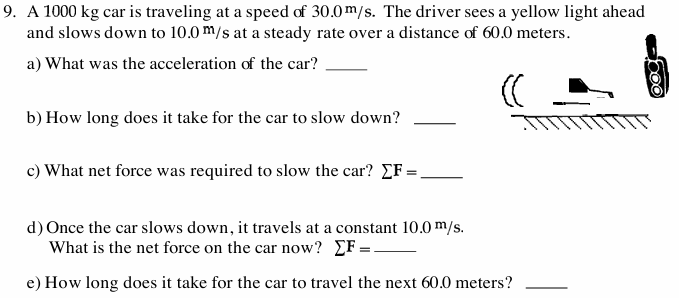 9. A 1000 kg car is traveling at a speed of 30.0 m/s. The driver sees a yellow light ahead
and slows down to 10.0 m/s at a steady rate over a distance of 60.0 meters.
a) What was the acceleration of the car? _____
b) How long does it take for the car to slow down? _____
c) What net force was required to slow the car? ∑F = _____
d) Once the car slows down, it travels at a constant 10.0 m/s.
What is the net force on the car now? ∑F = _____
e) How long does it take for the car to travel the next 60.0 meters? _____